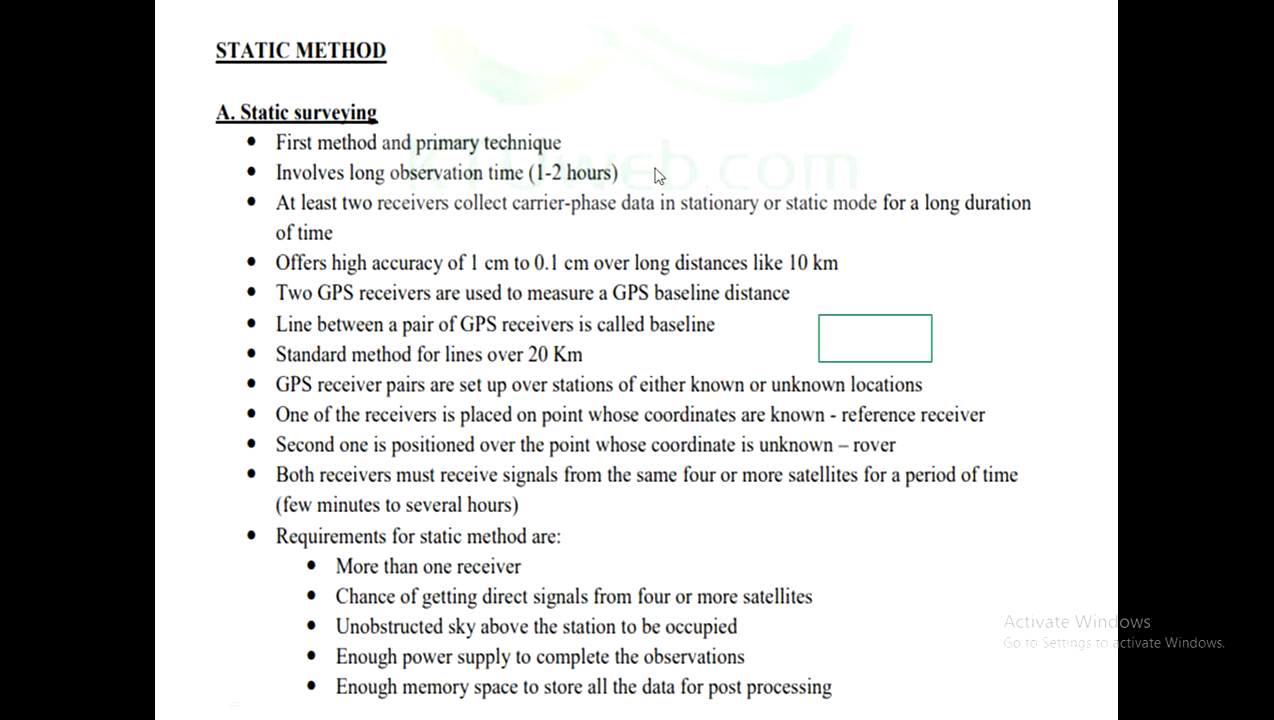 STATIC METHOD
A. Static surveying
• First method and primary technique
• Involves long observation time (1-2 hours)
• At least two receivers collect carrier-phase data in stationary or static mode for a long duration
of time
• Offers high accuracy of 1 cm to 0.1 cm over long distances like 10 km
• Two GPS receivers are used to measure a GPS baseline distance
• Line between a pair of GPS receivers is called baseline
• Standard method for lines over 20 Km
• GPS receiver pairs are set up over stations of either known or unknown locations
• One of the receivers is placed on point whose coordinates are known - reference receiver
• Second one is positioned over the point whose coordinate is unknown – rover
• Both receivers must receive signals from the same four or more satellites for a period of time
(few minutes to several hours)
• Requirements for static method are:
• More than one receiver
• Chance of getting direct signals from four or more satellites
• Unobstructed sky above the station to be occupied
• Enough power supply to complete the observations
• Enough memory space to store all the data for post processing
KTUweb.com
Activate Windows
Go to Settings to activate Windows.